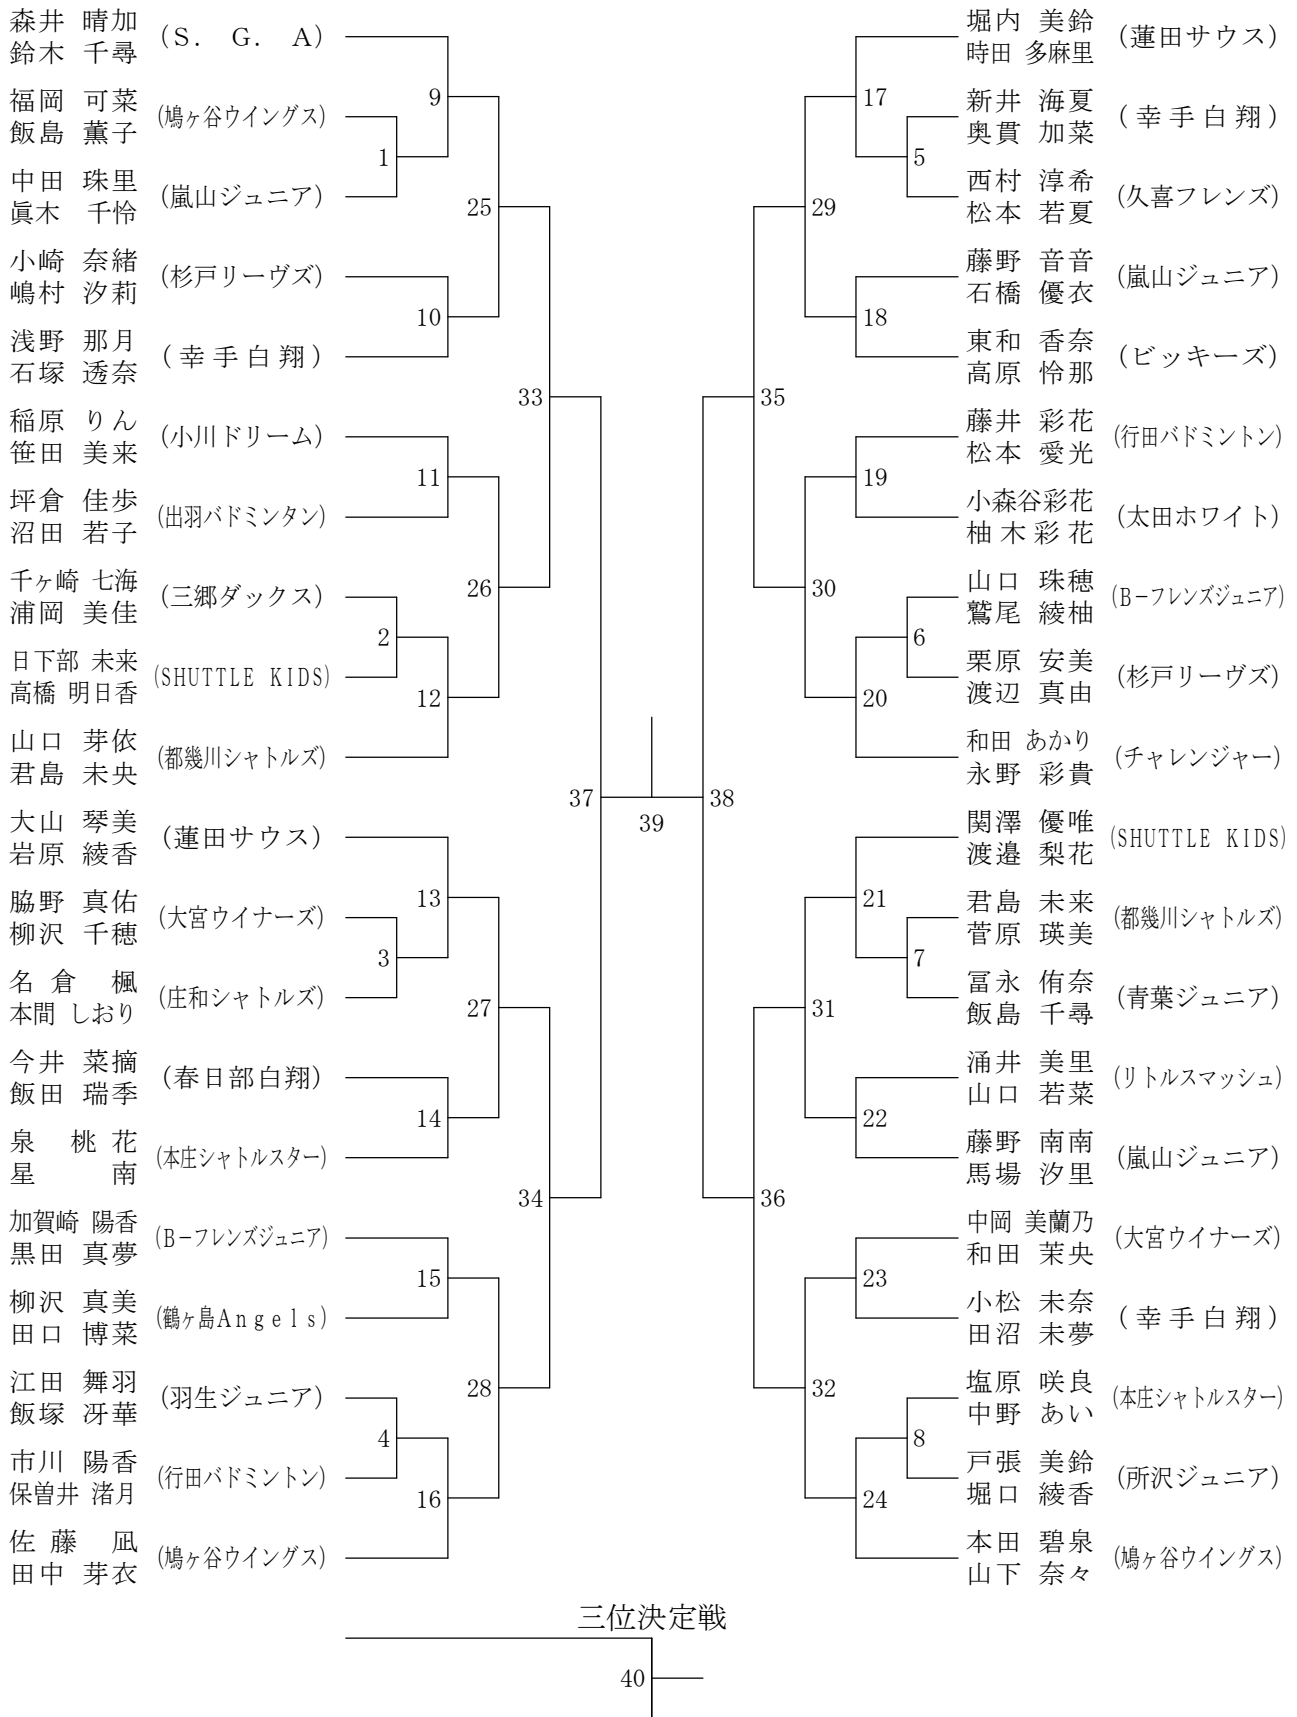 森井 晴加
鈴木 千尋
(S. G. A)
福岡 可菜
飯島 薫子
(鳩ヶ谷ウイングス)
中田 珠里
眞木 千怜
(嵐山ジュニア)
小崎 奈緒
嶋村 汐莉
(杉戸リーヴズ)
浅野 那月
石塚 透奈
(幸手白翔)
稲原 りん
笹田 美来
(小川ドリーム)
坪倉 佳歩
沼田 若子
(出羽バドミンタン)
千ヶ崎 七海
浦岡 美佳
(三郷ダックス)
日下部 未来
高橋 明日香
(SHUTTLE KIDS)
山口 芽依
君島 未央
(都幾川シャトルズ)
大山 琴美
岩原 綾香
(蓮田サウス)
脇野 真佑
柳沢 千穂
(大宮ウイナーズ)
名倉 楓
本間 しおり
(庄和シャトルズ)
今井 菜摘
飯田 瑞季
(春日部白翔)
泉 桃花
星 南
(本庄シャトルスター)
加賀崎 陽香
黒田 真夢
(B－フレンズジュニア)
柳沢 真美
田口 博菜
(鶴ヶ島Angels)
江田 舞羽
飯塚 冴華
(羽生ジュニア)
市川 陽香
保曽井 渚月
(行田バドミントン)
佐藤 凪
田中 芽衣
(鳩ヶ谷ウイングス)
1
2
3
4
9
10
11
12
13
14
15
16
25
26
27
28
33
34
37
39
38
35
36
29
30
31
32
17
18
19
20
21
22
23
24
5
6
7
8
堀内 美鈴
時田 多麻里
(蓮田サウス)
新井 海夏
奥貫 加菜
(幸手白翔)
西村 淳希
松本 若夏
(久喜フレンズ)
藤野 音音
石橋 優衣
(嵐山ジュニア)
東和 香奈
高原 怜那
(ビッキーズ)
藤井 彩花
松本 愛光
(行田バドミントン)
小森谷彩花
柚木彩花
(太田ホワイト)
山口 珠穂
鷲尾 綾柚
(B－フレンズジュニア)
栗原 安美
渡辺 真由
(杉戸リーヴズ)
和田 あかり
永野 彩貴
(チャレンジャー)
関澤 優唯
渡邉 梨花
(SHUTTLE KIDS)
君島 未来
菅原 瑛美
(都幾川シャトルズ)
冨永 侑奈
飯島 千尋
(青葉ジュニア)
涌井 美里
山口 若菜
(リトルスマッシュ)
藤野 南南
馬場 汐里
(嵐山ジュニア)
中岡 美蘭乃
和田 茉央
(大宮ウイナーズ)
小松 未奈
田沼 未夢
(幸手白翔)
塩原 咲良
中野 あい
(本庄シャトルスター)
戸張 美鈴
堀口 綾香
(所沢ジュニア)
本田 碧泉
山下 奈々
(鳩ヶ谷ウイングス)
三位決定戦
40